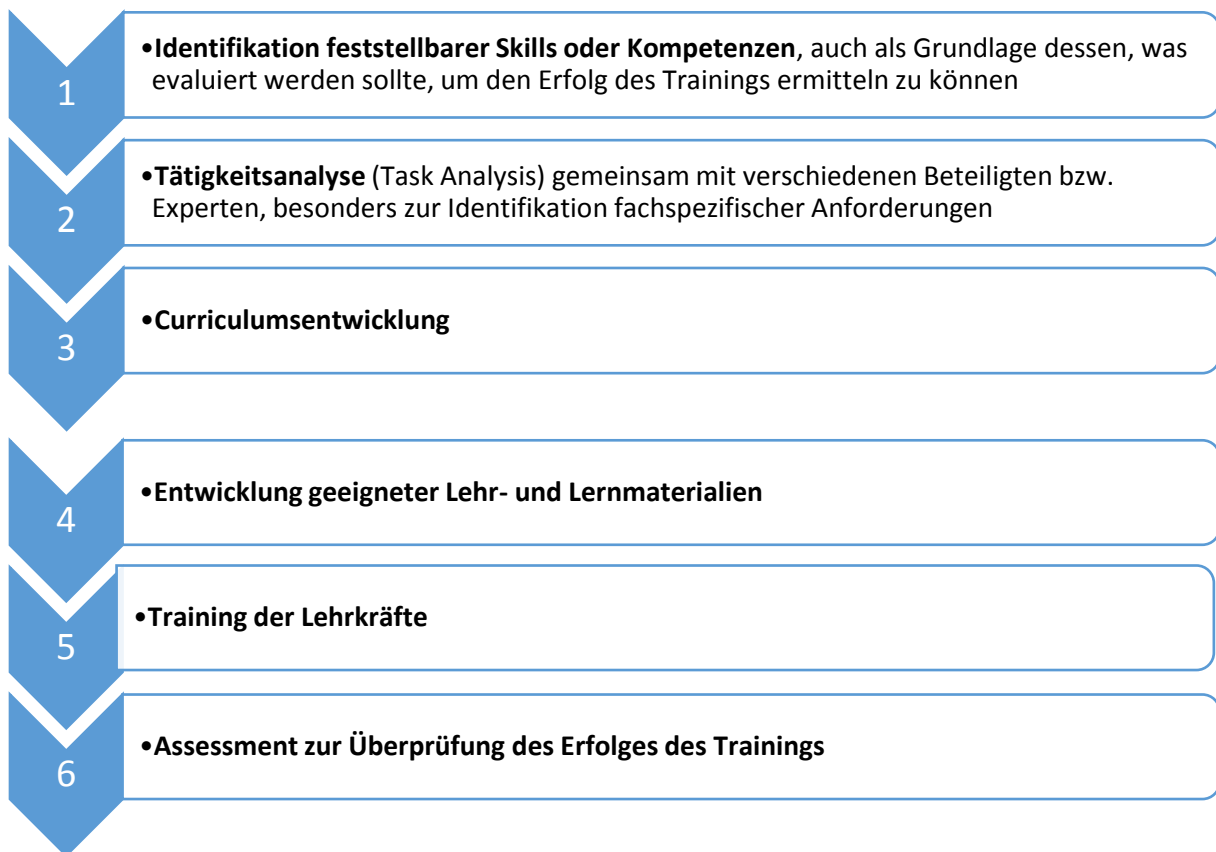 1
•Identifikation feststellbarer Skills oder Kompetenzen, auch als Grundlage dessen, was
evaluiert werden sollte, um den Erfolg des Trainings ermitteln zu können
2
•Tätigkeitsanalyse (Task Analysis) gemeinsam mit verschiedenen Beteiligten bzw.
Experten, besonders zur Identifikation fachspezifischer Anforderungen
3
•Curriculumsentwicklung
4
•Entwicklung geeigneter Lehr- und Lernmaterialien
5
•Training der Lehrkräfte
6
•Assessment zur Überprüfung des Erfolges des Trainings